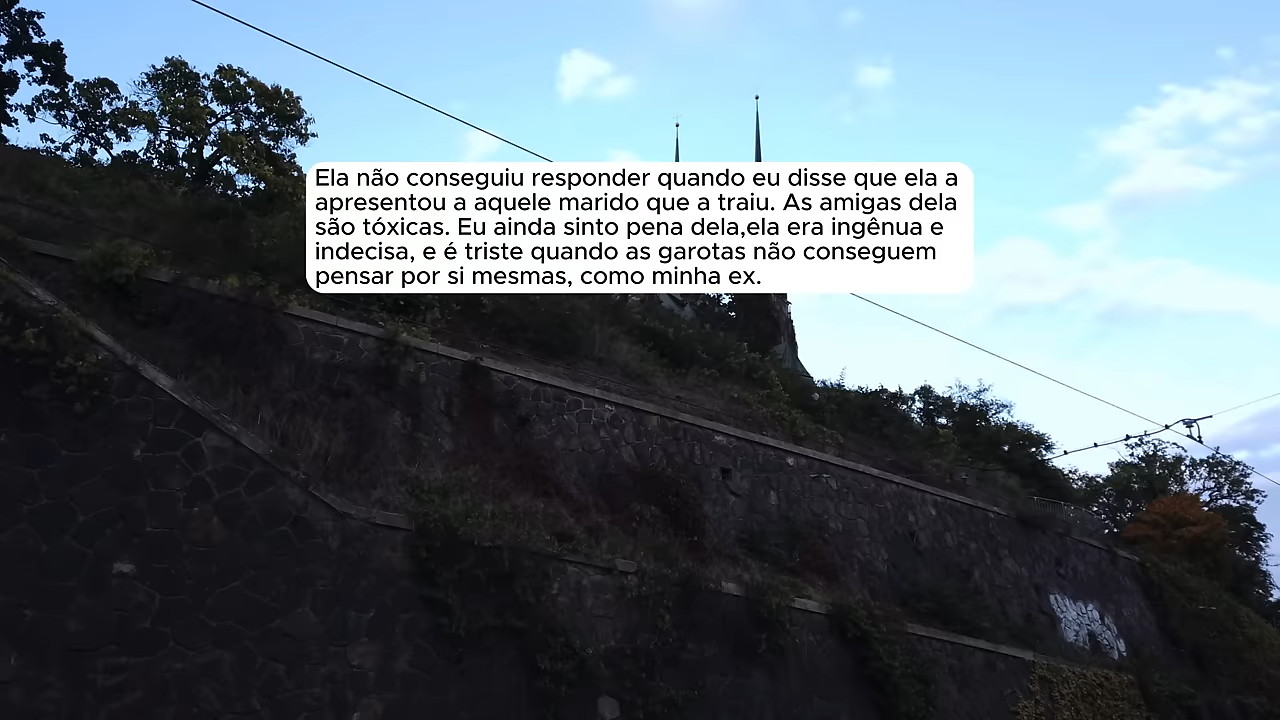 Ela não conseguiu responder quando eu disse que ela a
apresentou a aquele marido que a traiu. As amigas dela
são tóxicas. Eu ainda sinto pena dela,ela era ingênua e
indecisa, e é triste quando as garotas não conseguem
pensar por si mesmas, como minha ex.